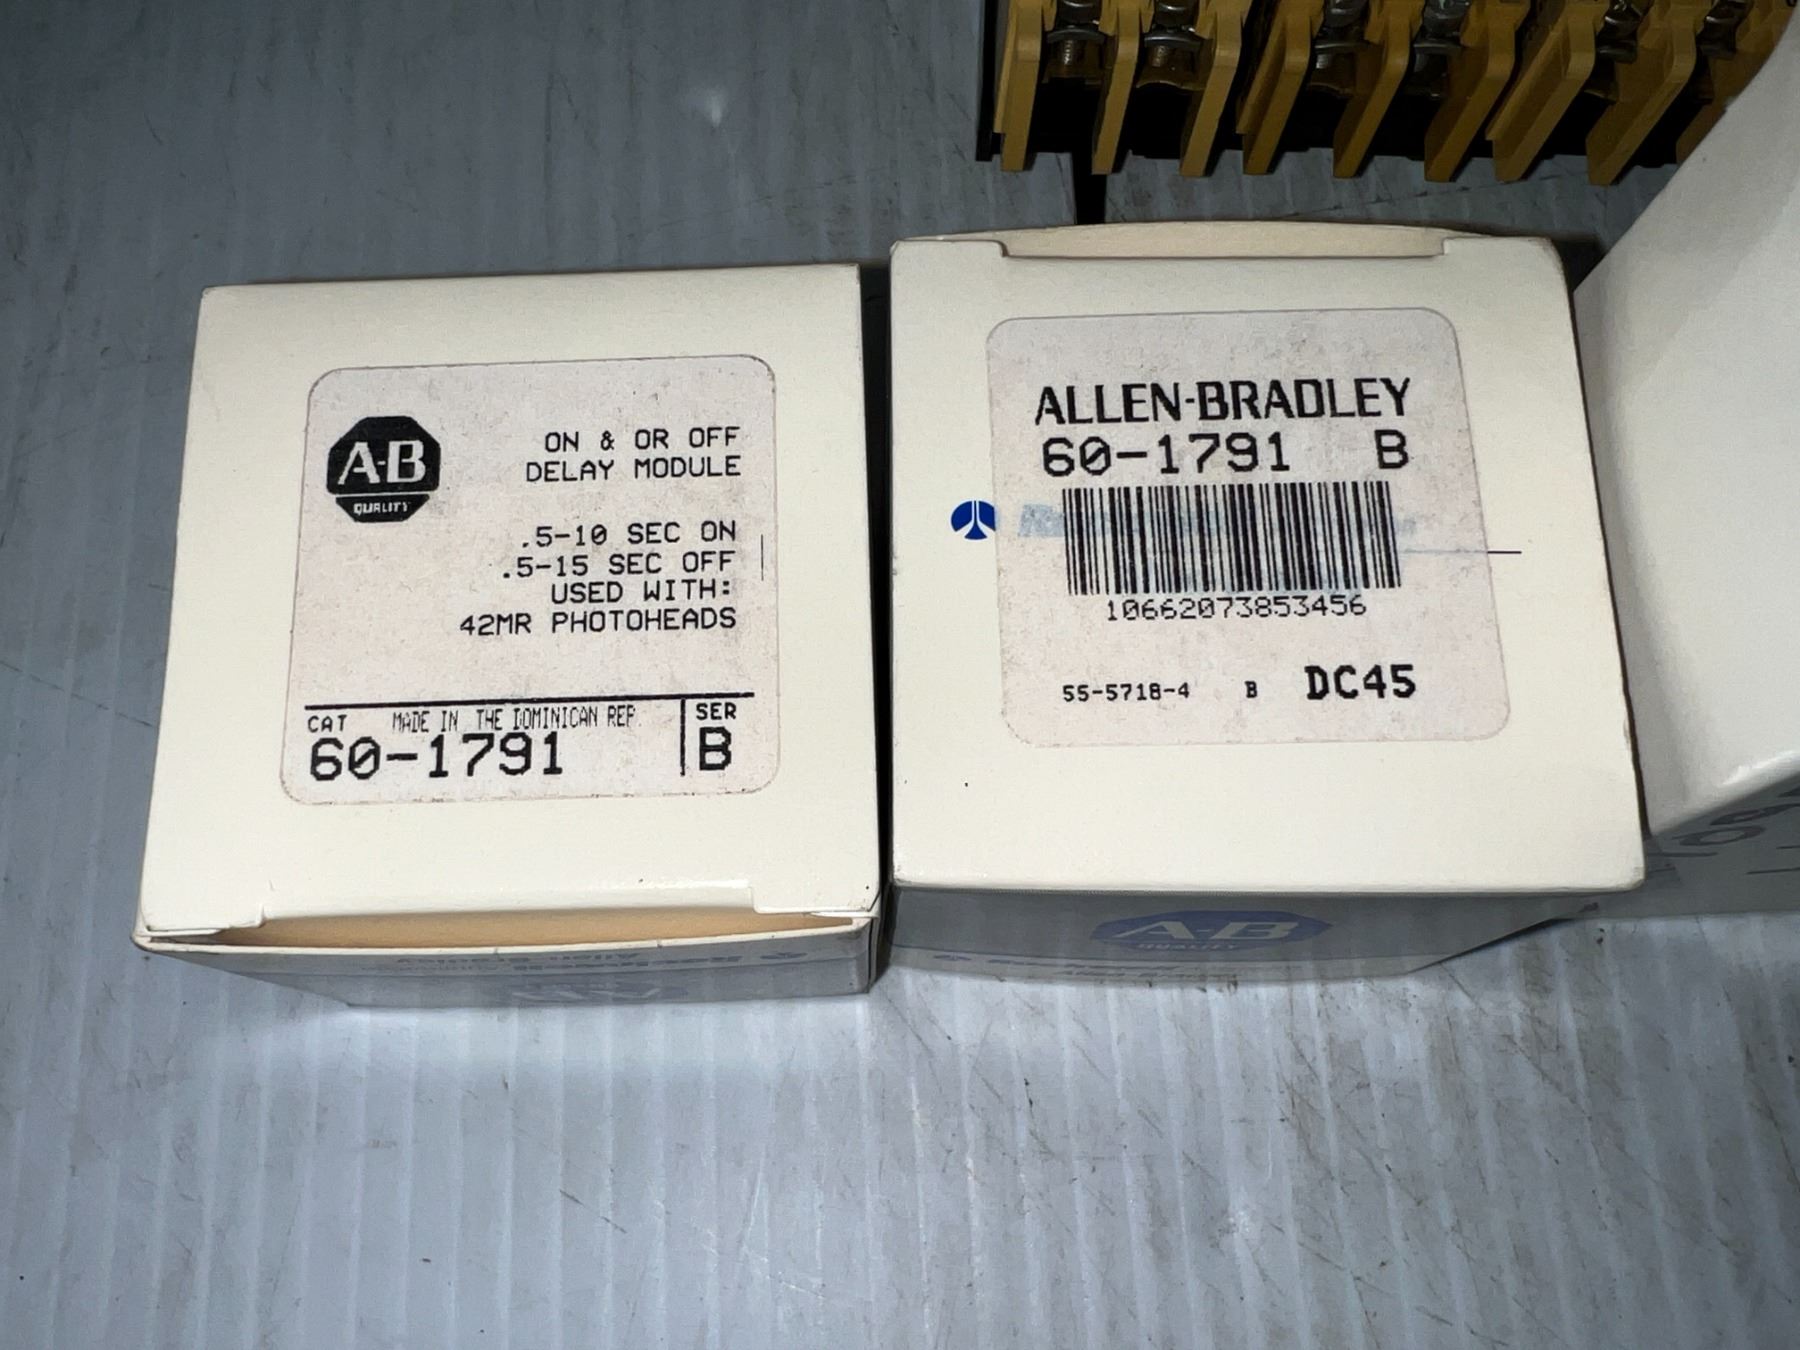 A-B
QUALITY
ON & OR OFF
DELAY MODULE
.5-10 SEC ON
.5-15 SEC OFF
USED WITH:
42MR PHOTOHEADS
CAT MADE IN THE DOMINICAN REP. SER
60-1791 B
ALLEN-BRADLEY
60-1791 B
10662073853456
55-5718-4 B DC45
A-B
QUALITY